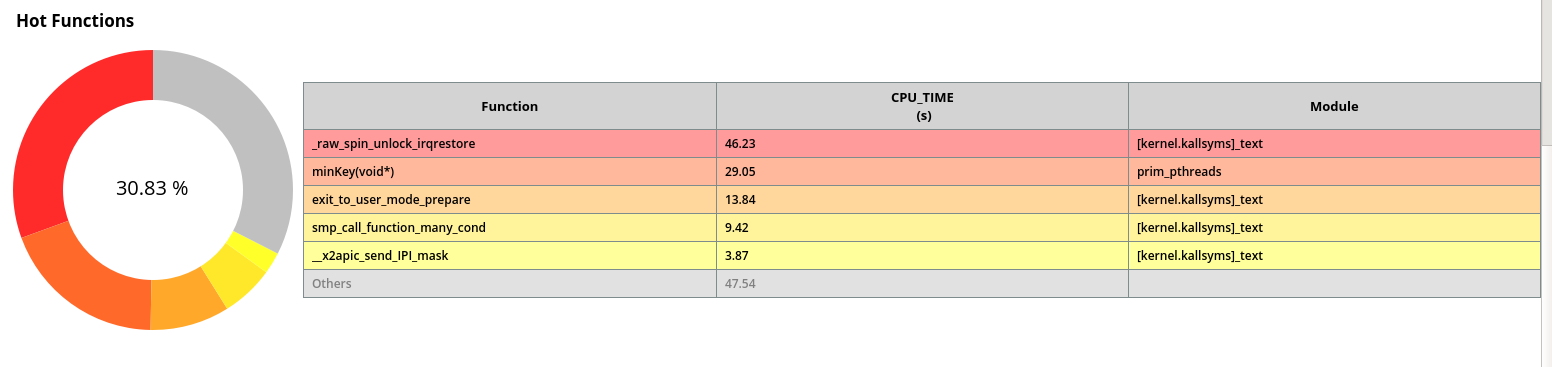 Hot Functions
30.83 %
Function CPU_TIME (s) Module
_raw_spin_unlock_irqrestore 46.23 [kernel.kallsyms]_text
minKey(void*) 29.05 prim_pthreads
exit_to_user_mode_prepare 13.84 [kernel.kallsyms]_text
smp_call_function_many_cond 9.42 [kernel.kallsyms]_text
__x2apic_send_IPI_mask 3.87 [kernel.kallsyms]_text
Others 47.54